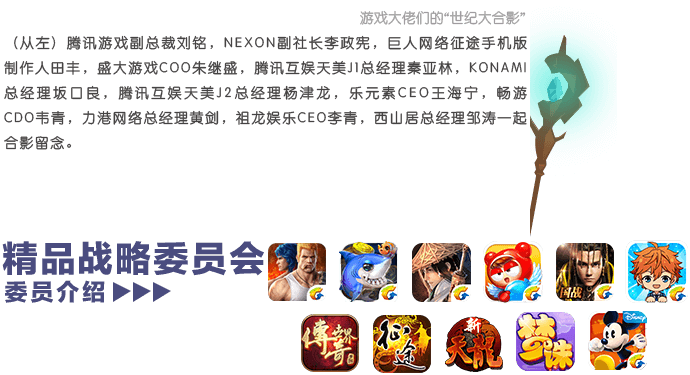 游戏大佬们的“世纪大合影”
（从左）腾讯游戏副总裁刘铭，NEXON副社长李政宪，巨人网络征途手机版
制作人田丰，盛大游戏COO朱继盛，腾讯互娱天美J1总经理秦亚林，KONAMI
总经理坂口良，腾讯互娱天美J2总经理杨津龙，乐元素CEO王海宁，畅游
CDO韦青，力港网络总经理黄剑，祖龙娱乐CEO李青，西山居总经理邹涛一起
合影留念。
精品战略委员会
委员介绍
国战
傳奇世界
征途
新天龍
梦诛
Disney